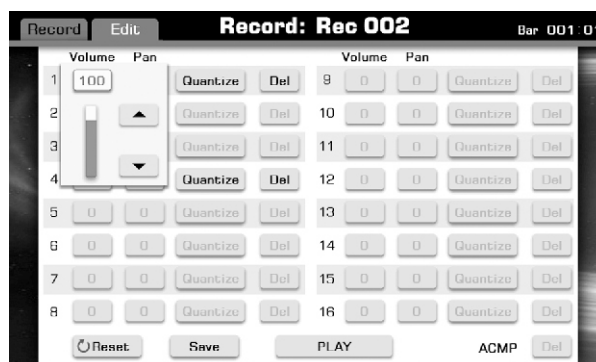 Record Edit Record: Rec 002 Bar 001:01
Volume Pan Volume Pan
1 100 Quantize Del 9 0 0 Quantize Del
2 Quantize Del 10 0 0 Quantize Del
3 Quantize Del 11 0 0 Quantize Del
4 Quantize Del 12 0 0 Quantize Del
5 0 0 Quantize Del 13 0 0 Quantize Del
6 0 0 Quantize Del 14 0 0 Quantize Del
7 0 0 Quantize Del 15 0 0 Quantize Del
8 0 0 Quantize Del 16 0 0 Quantize Del
Reset Save PLAY ACMP Del